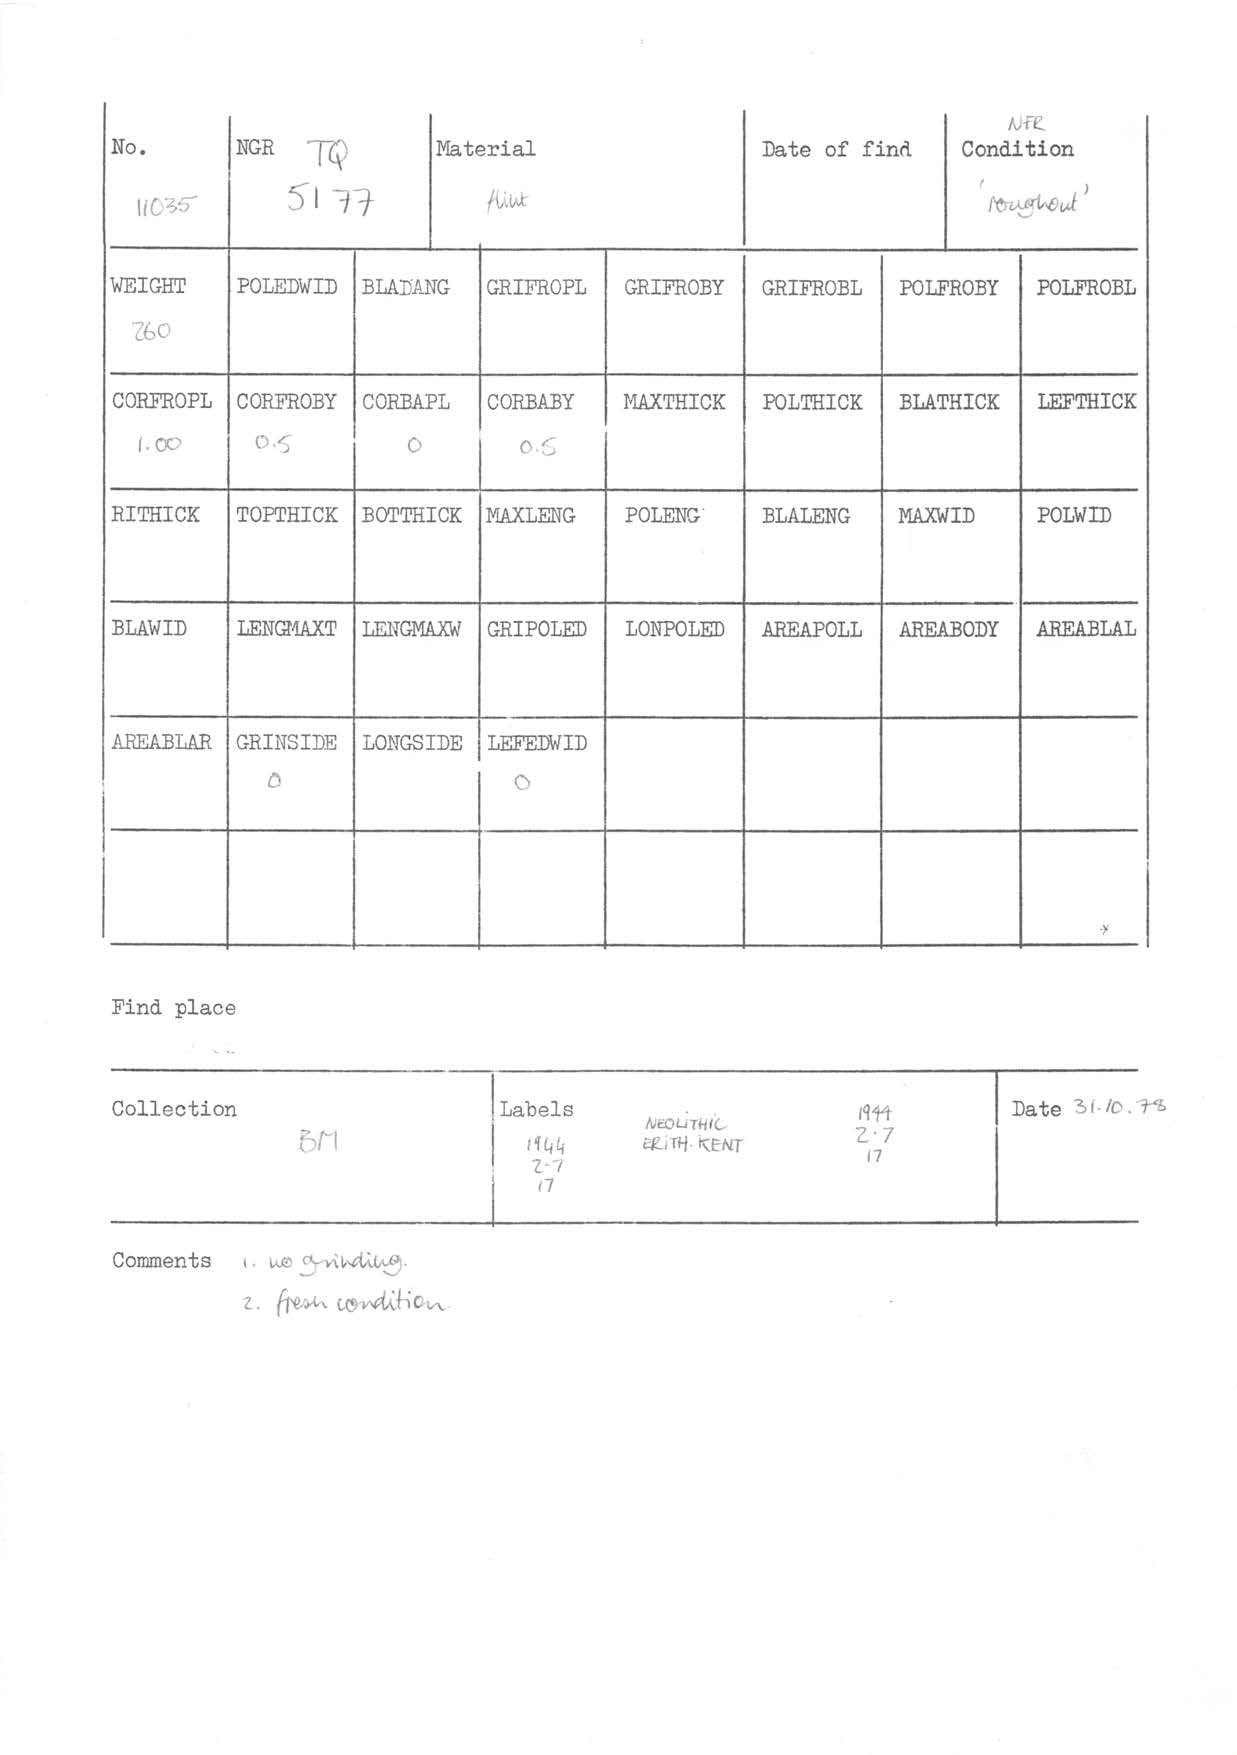 No.
11035
NGR TQ
51 77
Material
flint
Date of find
NFR
Condition
'roughout'
WEIGHT POLEDWID BLADANG GRIFROPL GRIFROBY GRIFROBL POLFROBY POLFROBL
260
CORFROPL CORFROBY CORBAPL CORBABY MAXTHICK POLTHICK BLATHICK LEFTHICK
1.00 0.5 0 0.5
RITHICK TOPTHICK BOTTHICK MAXLENG POLENG BLALENG MAXWID POLWID
BLAWID LENGMAXT LENGMAXW GRIPOLED LONPOLED AREAPOLL AREABODY AREABLAL
AREABLAR GRINSIDE LONGSIDE LEFEDWID
0 0
Find place
Collection
BM
Labels
1944
2.7
17
NEOLITHIC
ERITH. KENT
1944
2.7
17
Date 31.10.78
Comments 1. no grinding.
2. fresh condition.